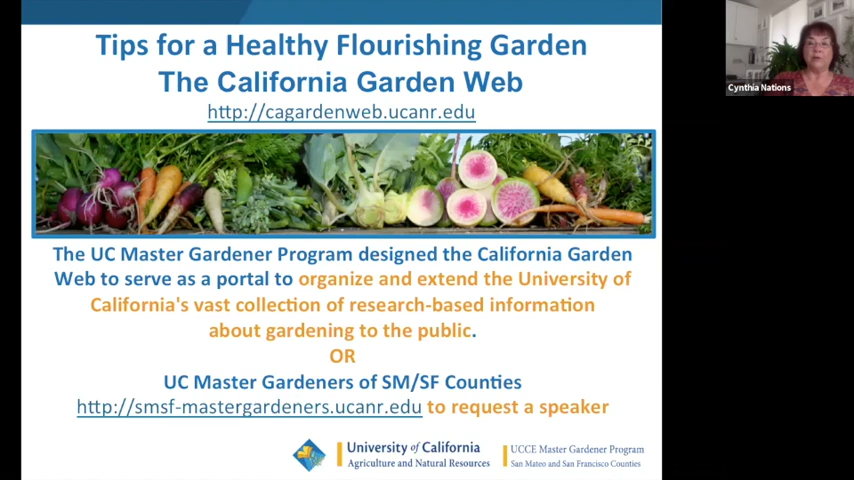 Tips for a Healthy Flourishing Garden
The California Garden Web
http://cagardenweb.ucanr.edu
The UC Master Gardener Program designed the California Garden
Web to serve as a portal to organize and extend the University of
California's vast collection of research-based information
about gardening to the public.
OR
UC Master Gardeners of SM/SF Counties
http://smsf-mastergardeners.ucanr.edu to request a speaker
University of California
Agriculture and Natural Resources
UCCE Master Gardener Program
San Mateo and San Francisco Counties
Cynthia Nations